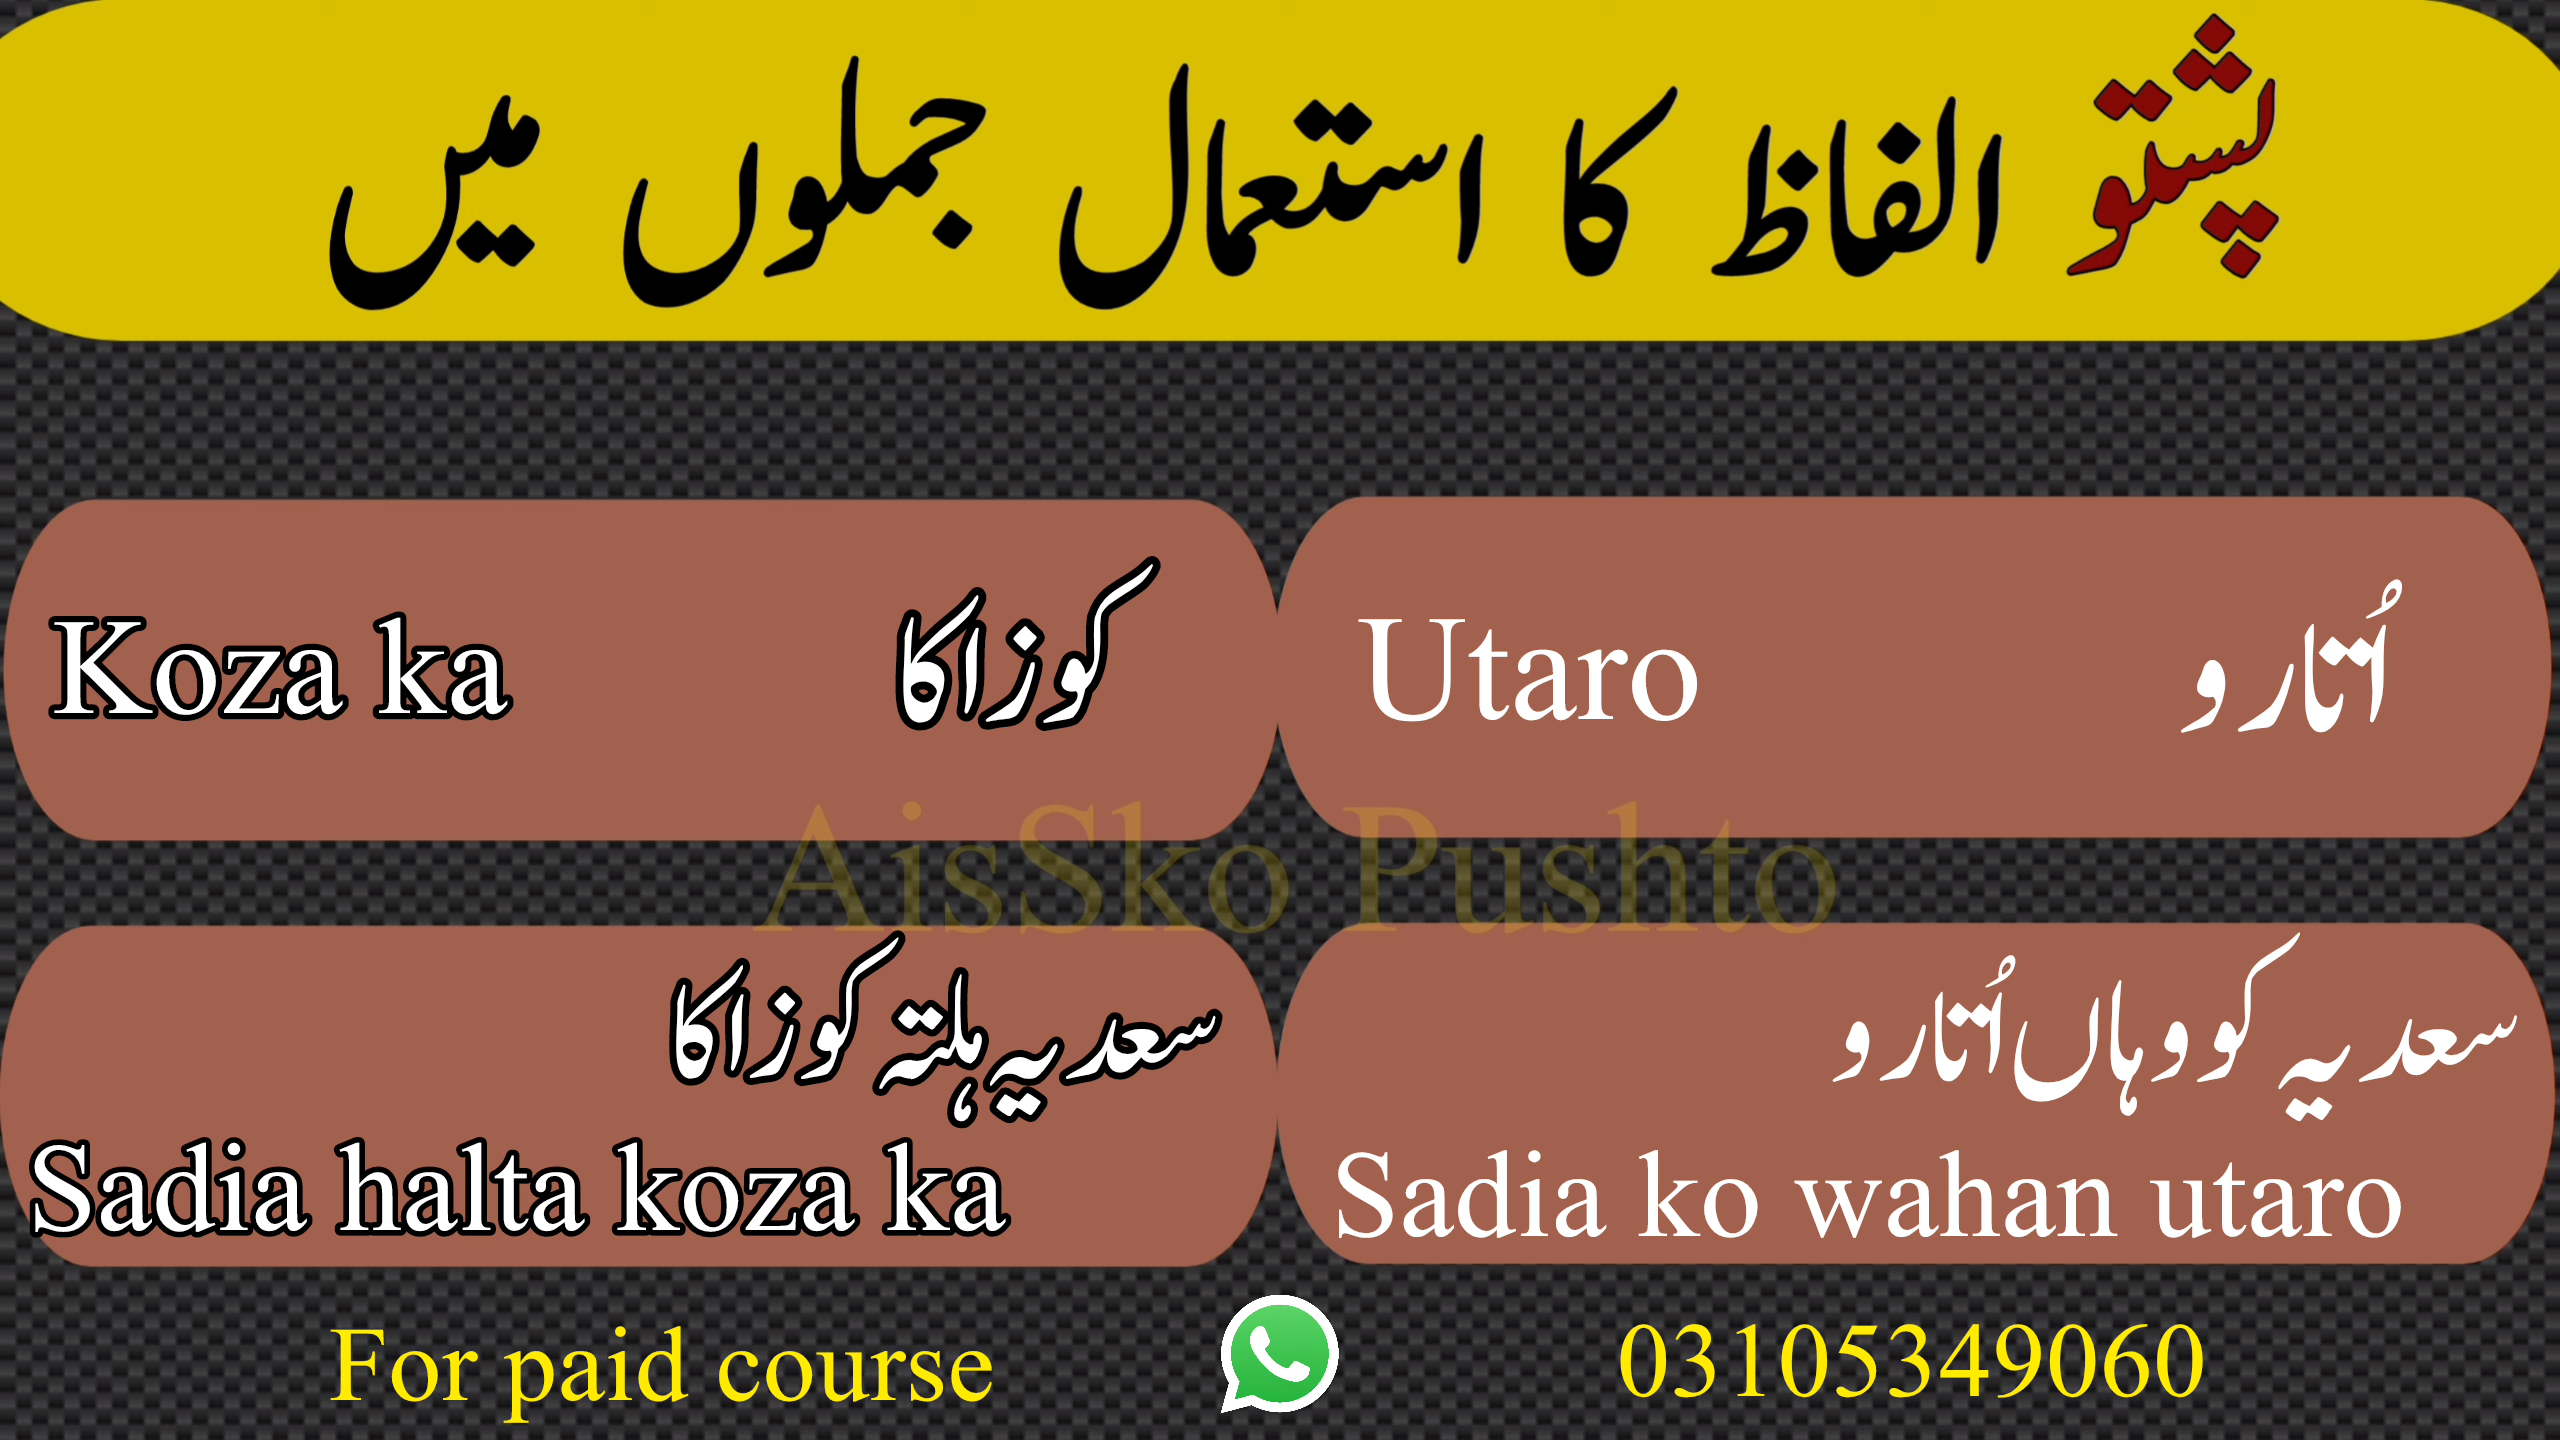 پشتو الفاظ کا استعمال جملوں میں
اُتارو
Utaro
کوزاکا
Koza ka
AisSko Pushto
سعدیہ کو وہاں اُتارو
Sadia ko wahan utaro
سعدیہ ہلتہ کوزاکا
Sadia halta koza ka
For paid course
03105349060